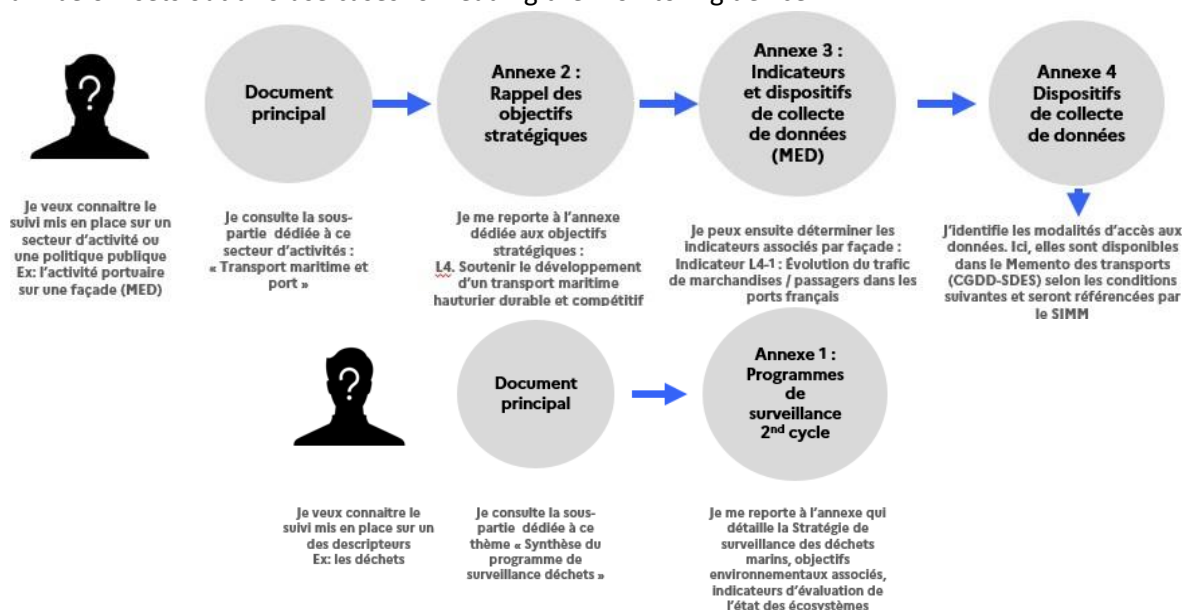 ?
Document
principal
Annexe 2 :
Rappel des
objectifs
stratégiques
Annexe 3 :
Indicateurs
et dispositifs
de collecte
de données
(MED)
Annexe 4
Dispositifs
de collecte
de données
Je veux connaitre le
suivi mis en place sur un
secteur d'activité ou
une politique publique
Ex: l'activité portuaire
sur une façade (MED)
Je consulte la sous-
partie dédiée à ce
secteur d'activités :
« Transport maritime et
port »
Je me reporte à l'annexe
dédiée aux objectifs
stratégiques :
L4. Soutenir le développement
d'un transport maritime
hauturier durable et compétitif
Je peux ensuite déterminer les
indicateurs associés par façade :
Indicateur L4-1 : Évolution du trafic
de marchandises / passagers dans les
ports français
J'identifie les modalités d'accès aux
données. Ici, elles sont disponibles
dans le Memento des transports
(CGDD-SDES) selon les conditions
suivantes et seront référencées par
le SIMM
?
Document
principal
Annexe 1 :
Programmes
de
surveillance
2nd cycle
Je veux connaitre le
suivi mis en place sur un
des descripteurs
Ex: les déchets
Je consulte la sous-
partie dédiée à ce
thème « Synthèse du
programme de
surveillance déchets »
Je me reporte à l'annexe qui
détaille la Stratégie de
surveillance des déchets
marins, objectifs
environnementaux associés,
indicateurs d'évaluation de
l'état des écosystèmes